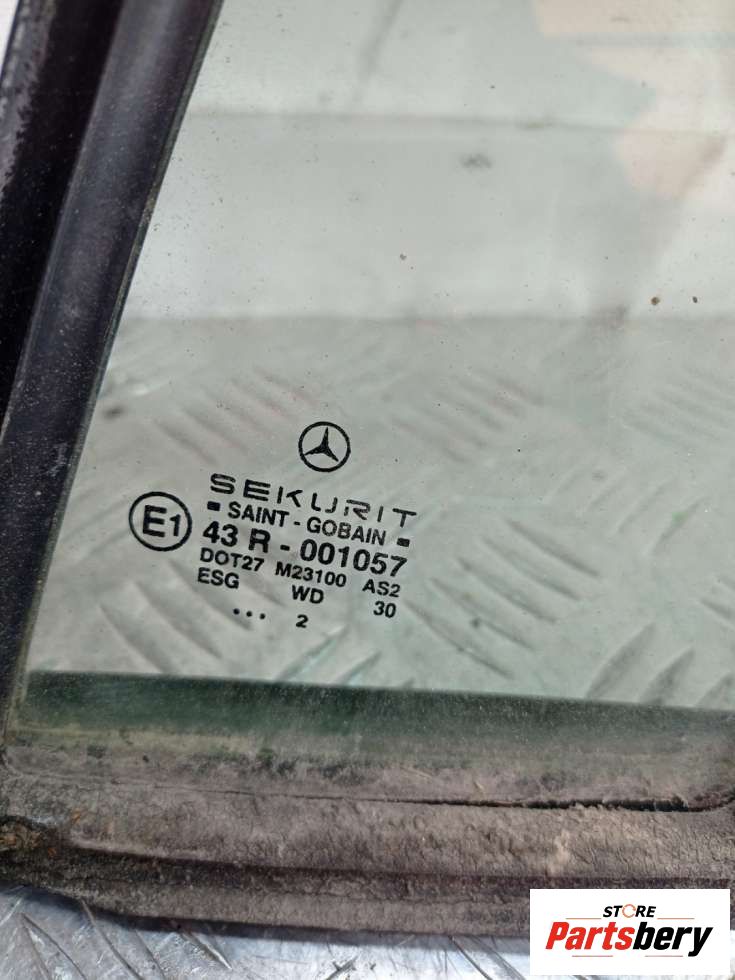 SEKURIT
▪ SAINT - GOBAIN ▪
E1
43 R - 001057
DOT27 M23100 AS2
ESG WD 30
... 2
STORE
Partsbery